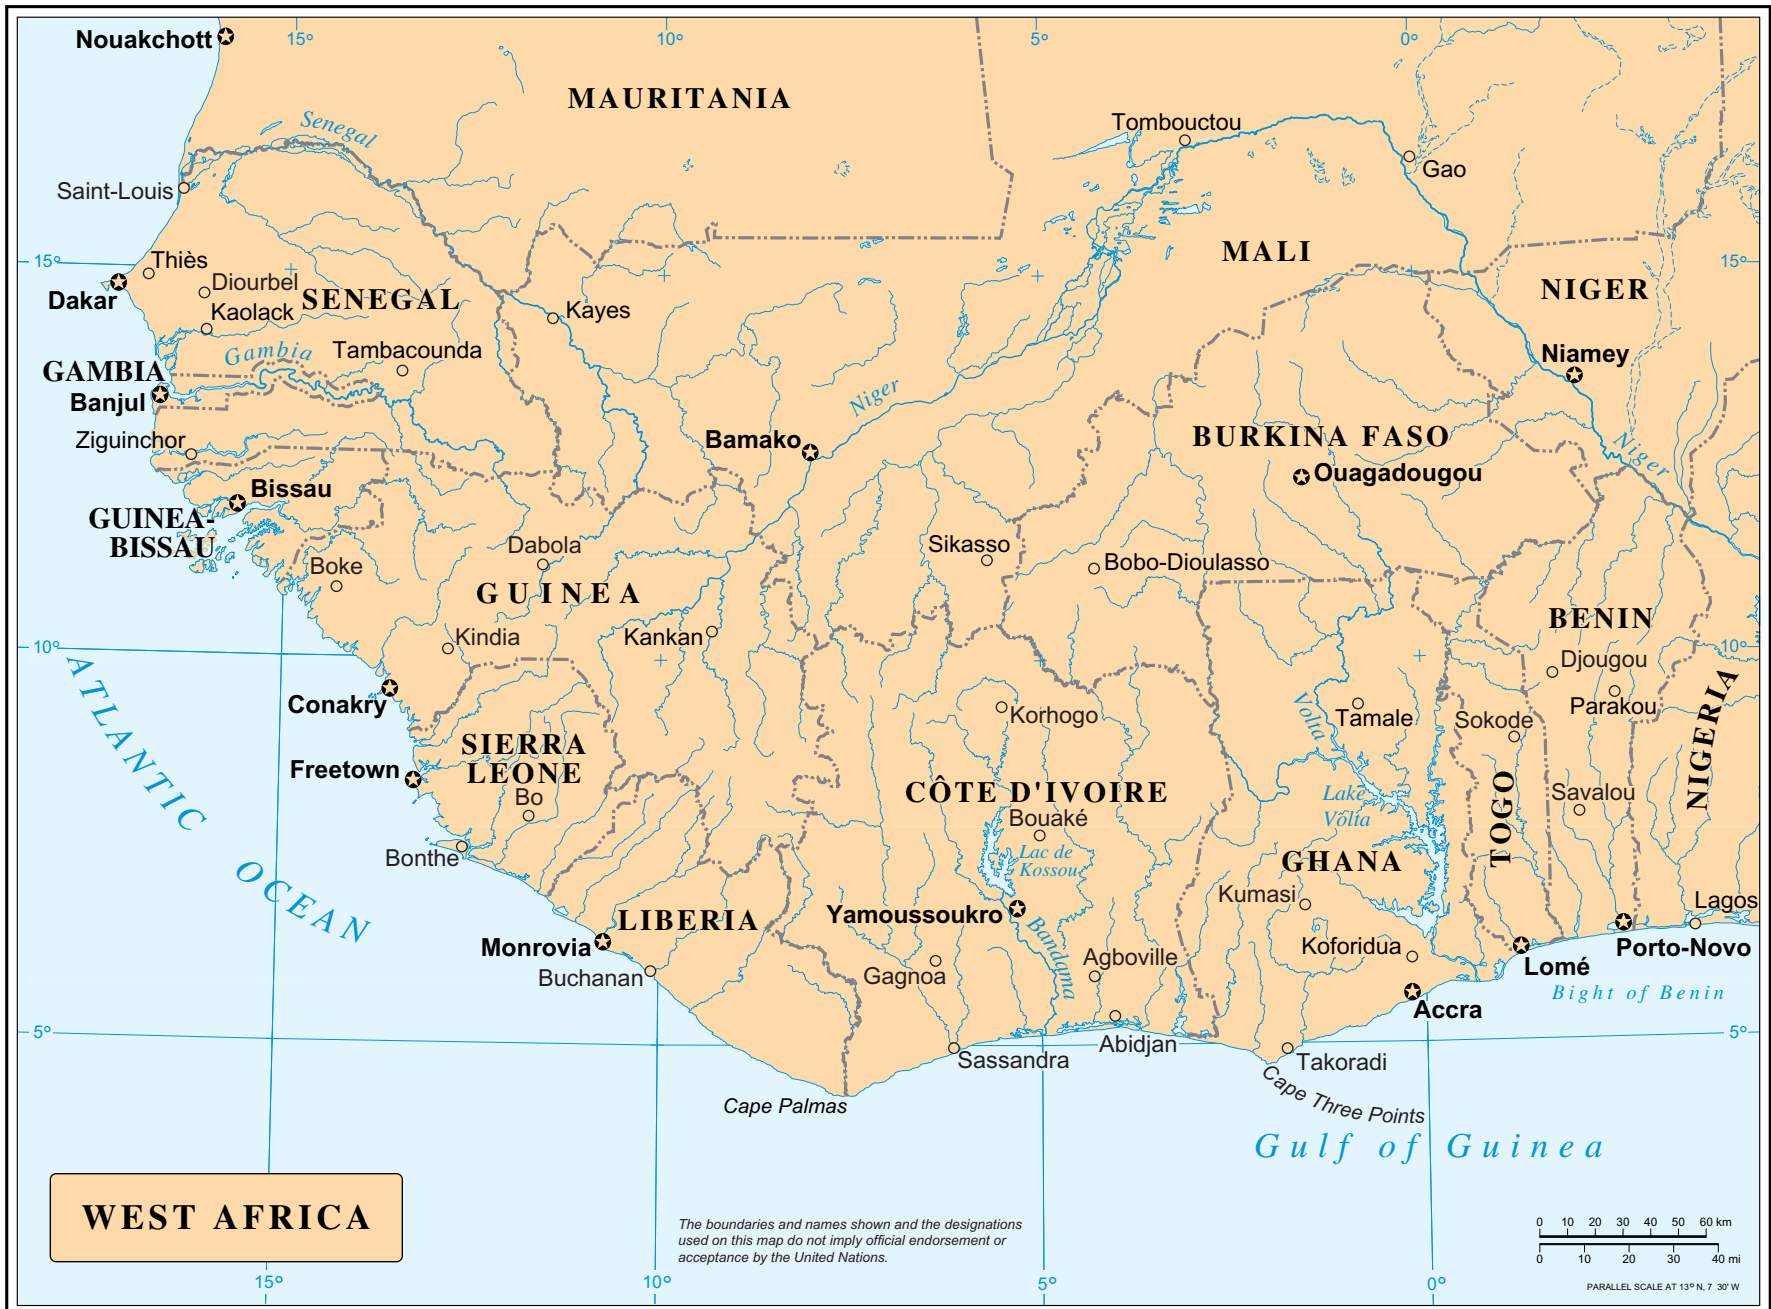 Nouakchott
15°
10°
5°
0°
MAURITANIA
Senegal
Tombouctou
Gao
Saint-Louis
MALI
15°
15°
Thiès
Dakar
Diourbel
SENEGAL
Kaolack
Kayes
NIGER
Gambia
Tambacounda
Niamey
GAMBIA
Banjul
Niger
Ziguinchor
Bamako
BURKINA FASO
Niger
Ouagadougou
Bissau
GUINEA-
BISSAU
Dabola
Sikasso
Bobo-Dioulasso
Boke
GUINEA
BENIN
Kindia
Kankan
10°
10°
Djougou
Parakou
ATLANTIC
OCEAN
Conakry
Korhogo
Volta
Tamale
Sokode
NIGERIA
SIERRA
LEONE
Freetown
Bo
CÔTE D'IVOIRE
Bouaké
Lake
Volta
Savalou
TOGO
Bonthe
Lac de
Kossou
GHANA
Kumasi
Lagos
LIBERIA
Yamoussoukro
Bandama
Monrovia
Buchanan
Gagnoa
Agboville
Koforidua
Porto-Novo
Lomé
Bight of Benin
Accra
5°
5°
Abidjan
Sassandra
Takoradi
Cape Palmas
Cape Three Points
Gulf of Guinea
WEST AFRICA
The boundaries and names shown and the designations
used on this map do not imply official endorsement or
acceptance by the United Nations.
0 10 20 30 40 50 60 km
0 10 20 30 40 mi
PARALLEL SCALE AT 13° N, 7 30' W
15°
10°
5°
0°